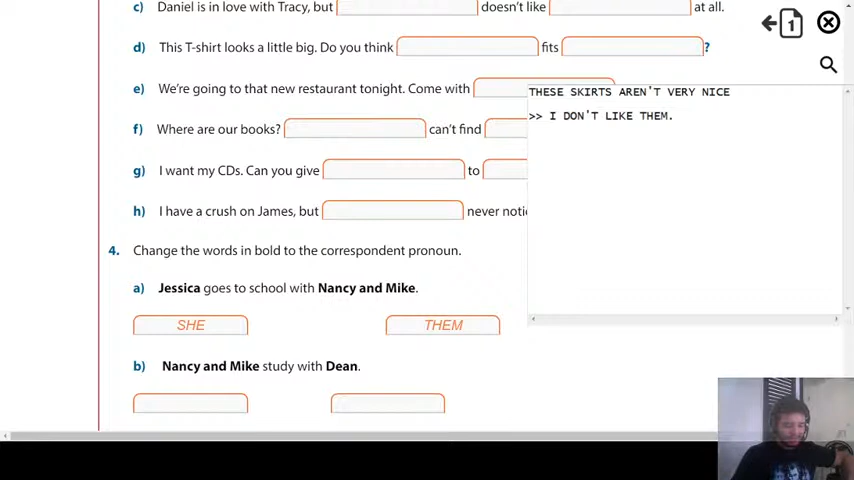 c) Daniel is in love with Tracy, but doesn't like at all.
d) This T-shirt looks a little big. Do you think fits ?
e) We're going to that new restaurant tonight. Come with
f) Where are our books? can't find
g) I want my CDs. Can you give to
h) I have a crush on James, but never
4. Change the words in bold to the correspondent pronoun.
a) Jessica goes to school with Nancy and Mike.
SHE THEM
b) Nancy and Mike study with Dean.
1
THESE SKIRTS AREN'T VERY NICE
>> I DON'T LIKE THEM.